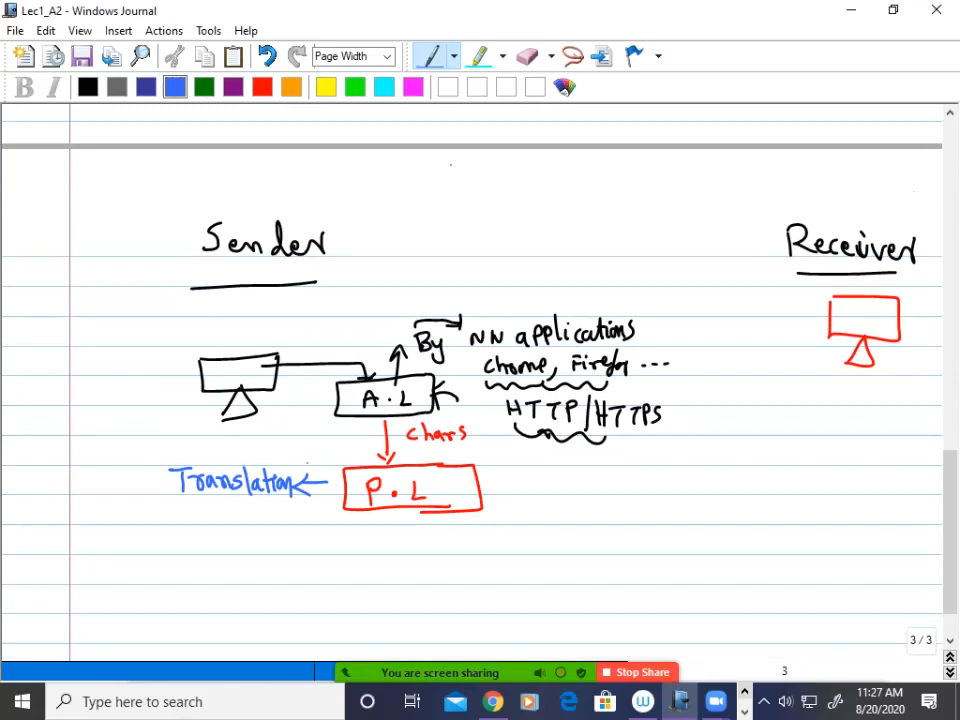 Lec1_A2 - Windows Journal
File Edit View Insert Actions Tools Help
Page Width
B I
Sender
Receiver
By NN applications
chrome, Firefox ...
A.L
HTTP/HTTPS
chars
Translation
P.L
3 / 3
You are screen sharing
Stop Share
3
Type here to search
11:27 AM
8/20/2020